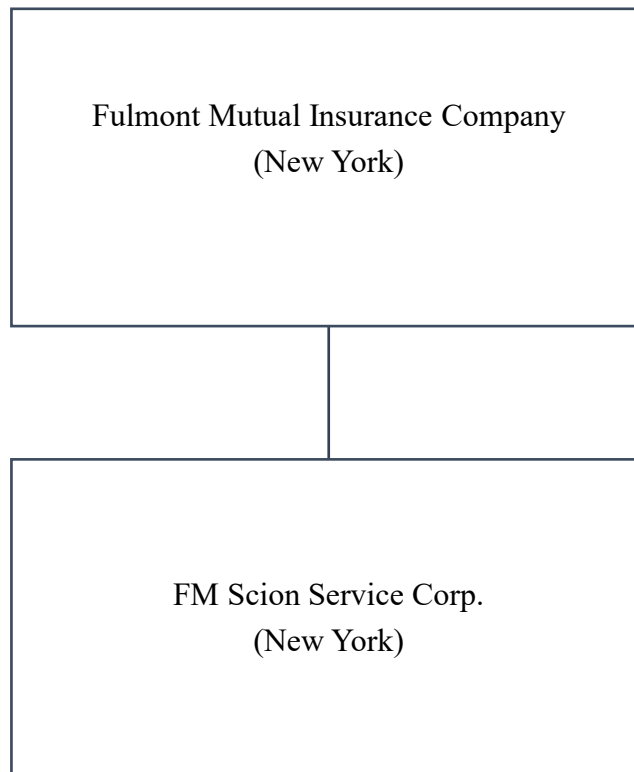 Fulmont Mutual Insurance Company
(New York)
FM Scion Service Corp.
(New York)